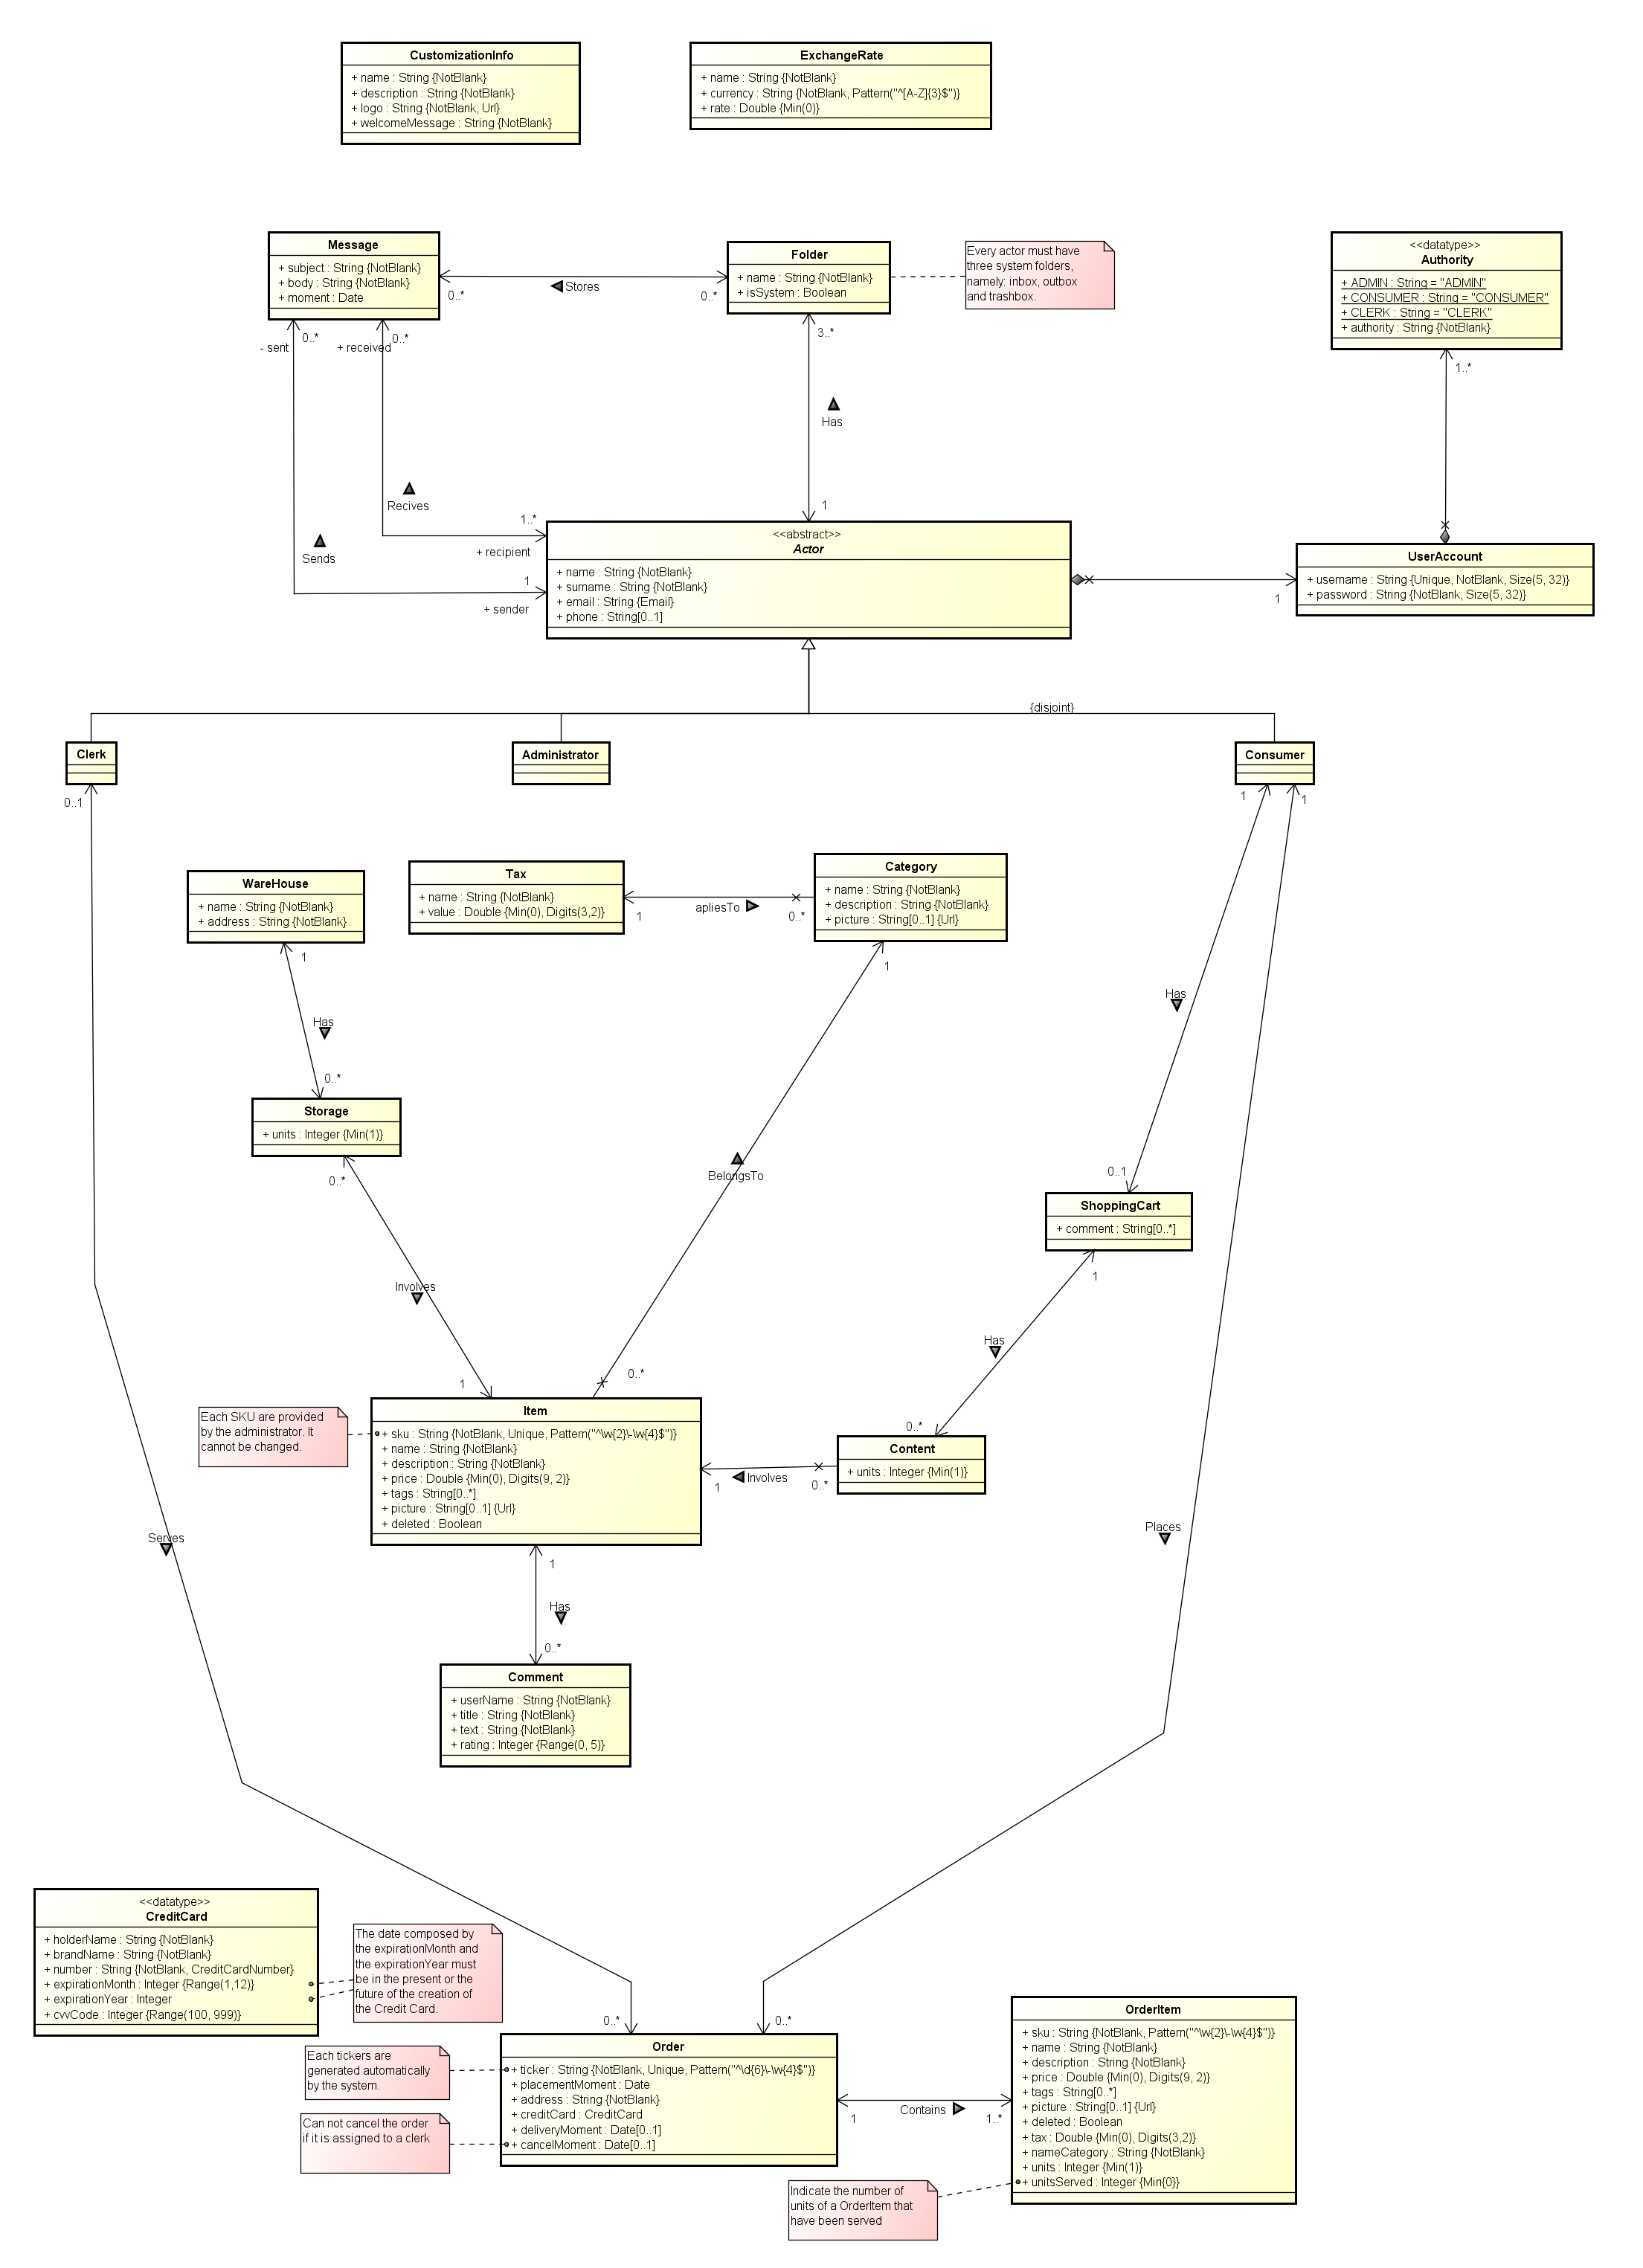 CustomizationInfo
+ name : String {NotBlank}
+ description : String {NotBlank}
+ logo : String {NotBlank, Url}
+ welcomeMessage : String {NotBlank}
ExchangeRate
+ name : String {NotBlank}
+ currency : String {NotBlank, Pattern("^[A-Z]{3}$")}
+ rate : Double {Min(0)}
Message
+ subject : String {NotBlank}
+ body : String {NotBlank}
+ moment : Date
0..*
Stores
0..*
Folder
+ name : String {NotBlank}
+ isSystem : Boolean
Every actor must have
three system folders,
namely: inbox, outbox
and trashbox.
<<datatype>>
Authority
+ ADMIN : String = "ADMIN"
+ CONSUMER : String = "CONSUMER"
+ CLERK : String = "CLERK"
+ authority : String {NotBlank}
- sent
0..*
+ received
0..*
3..*
1..*
Has
Recives
Sends
1..*
+ recipient
1
+ sender
1
<<abstract>>
Actor
+ name : String {NotBlank}
+ surname : String {NotBlank}
+ email : String {Email}
+ phone : String[0..1]
1
UserAccount
+ username : String {Unique, NotBlank, Size(5, 32)}
+ password : String {NotBlank, Size(5, 32)}
{disjoint}
Clerk
Administrator
Consumer
0..1
1
1
WareHouse
+ name : String {NotBlank}
+ address : String {NotBlank}
Tax
+ name : String {NotBlank}
+ value : Double {Min(0), Digits(3,2)}
1
apliesTo
0..*
Category
+ name : String {NotBlank}
+ description : String {NotBlank}
+ picture : String[0..1] {Url}
1
1
Has
Has
0..*
Storage
+ units : Integer {Min(1)}
0..*
BelongsTo
0..1
ShoppingCart
+ comment : String[0..*]
1
Involves
Has
1
0..*
0..*
Each SKU are provided
by the administrator. It
cannot be changed.
Item
+ sku : String {NotBlank, Unique, Pattern("^\w{2}\-\w{4}$")}
+ name : String {NotBlank}
+ description : String {NotBlank}
+ price : Double {Min(0), Digits(9, 2)}
+ tags : String[0..*]
+ picture : String[0..1] {Url}
+ deleted : Boolean
1
Involves
0..*
Content
+ units : Integer {Min(1)}
Serves
Places
1
Has
0..*
Comment
+ userName : String {NotBlank}
+ title : String {NotBlank}
+ text : String {NotBlank}
+ rating : Integer {Range(0, 5)}
<<datatype>>
CreditCard
+ holderName : String {NotBlank}
+ brandName : String {NotBlank}
+ number : String {NotBlank, CreditCardNumber}
+ expirationMonth : Integer {Range(1,12)}
+ expirationYear : Integer
+ cvvCode : Integer {Range(100, 999)}
The date composed by
the expirationMonth and
the expirationYear must
be in the present or the
future of the creation of
the Credit Card.
0..*
0..*
Each tickers are
generated automatically
by the system.
Can not cancel the order
if it is assigned to a clerk
Order
+ ticker : String {NotBlank, Unique, Pattern("^\d{6}\-\w{4}$")}
+ placementMoment : Date
+ address : String {NotBlank}
+ creditCard : CreditCard
+ deliveryMoment : Date[0..1]
+ cancelMoment : Date[0..1]
1
Contains
1..*
OrderItem
+ sku : String {NotBlank, Pattern("^\w{2}\-\w{4}$")}
+ name : String {NotBlank}
+ description : String {NotBlank}
+ price : Double {Min(0), Digits(9, 2)}
+ tags : String[0..*]
+ picture : String[0..1] {Url}
+ deleted : Boolean
+ tax : Double {Min(0), Digits(3,2)}
+ nameCategory : String {NotBlank}
+ units : Integer {Min(1)}
+ unitsServed : Integer {Min{0}}
Indicate the number of
units of a OrderItem that
have been served